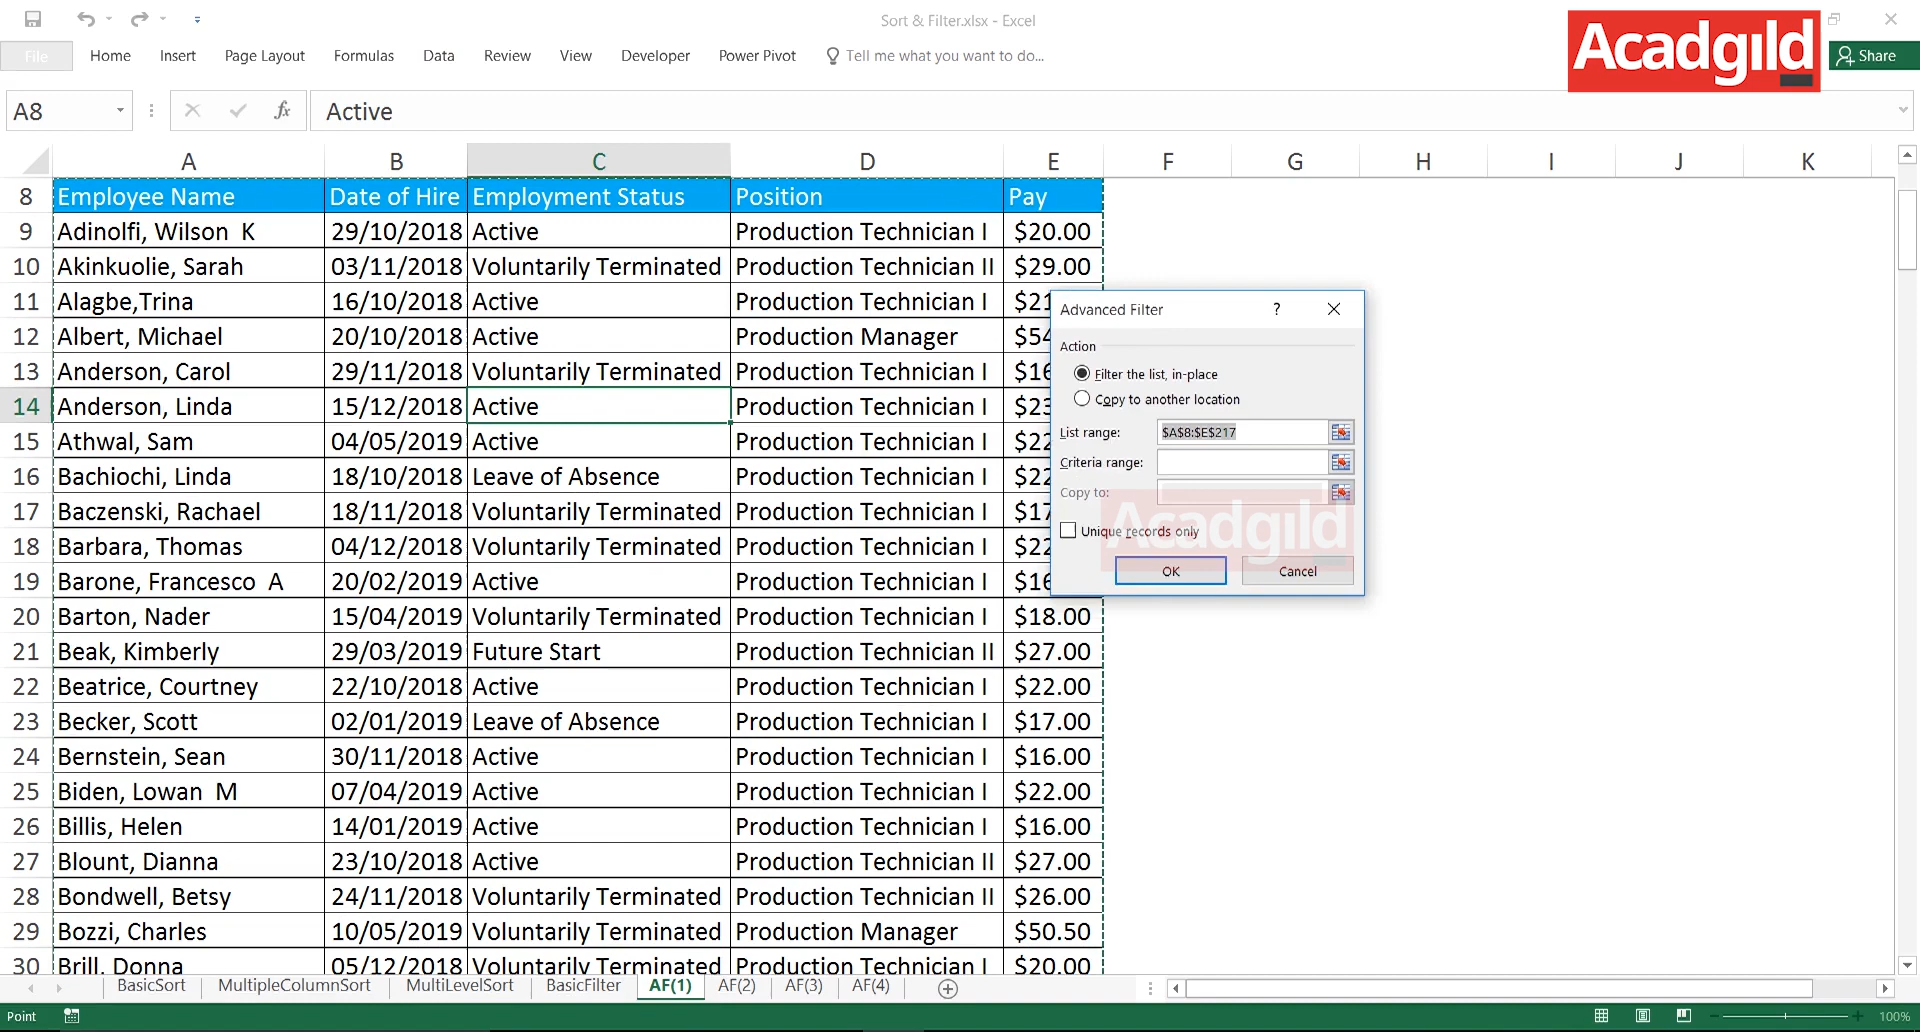 Sort & Filter.xlsx - Excel
Acadgild
File Home Insert Page Layout Formulas Data Review View Developer Power Pivot Tell me what you want to do... Share
A8 fx Active
A B C D E F G H I J K
8 Employee Name Date of Hire Employment Status Position Pay
9 Adinolfi, Wilson  K 29/10/2018 Active Production Technician I $20.00
10 Akinkuolie, Sarah 03/11/2018 Voluntarily Terminated Production Technician II $29.00
11 Alagbe,Trina 16/10/2018 Active Production Technician I $21
12 Albert, Michael 20/10/2018 Active Production Manager $54
13 Anderson, Carol 29/11/2018 Voluntarily Terminated Production Technician I $16
14 Anderson, Linda 15/12/2018 Active Production Technician I $23
15 Athwal, Sam 04/05/2019 Active Production Technician I $22
16 Bachiochi, Linda 18/10/2018 Leave of Absence Production Technician I $22
17 Baczenski, Rachael 18/11/2018 Voluntarily Terminated Production Technician I $17
18 Barbara, Thomas 04/12/2018 Voluntarily Terminated Production Technician I $22
19 Barone, Francesco  A 20/02/2019 Active Production Technician I $16
20 Barton, Nader 15/04/2019 Voluntarily Terminated Production Technician I $18.00
21 Beak, Kimberly 29/03/2019 Future Start Production Technician II $27.00
22 Beatrice, Courtney 22/10/2018 Active Production Technician I $22.00
23 Becker, Scott 02/01/2019 Leave of Absence Production Technician I $17.00
24 Bernstein, Sean 30/11/2018 Active Production Technician I $16.00
25 Biden, Lowan  M 07/04/2019 Active Production Technician I $22.00
26 Billis, Helen 14/01/2019 Active Production Technician I $16.00
27 Blount, Dianna 23/10/2018 Active Production Technician II $27.00
28 Bondwell, Betsy 24/11/2018 Voluntarily Terminated Production Technician II $26.00
29 Bozzi, Charles 10/05/2019 Voluntarily Terminated Production Manager $50.50
30 Brill, Donna 05/12/2018 Voluntarily Terminated Production Technician I $20.00
Advanced Filter ?
Action
Filter the list, in-place
Copy to another location
List range: $A$8:$E$217
Criteria range:
Copy to:
Acadgild
Unique records only
OK Cancel
BasicSort MultipleColumnSort MultiLevelSort BasicFilter AF(1) AF(2) AF(3) AF(4)
Point 100%